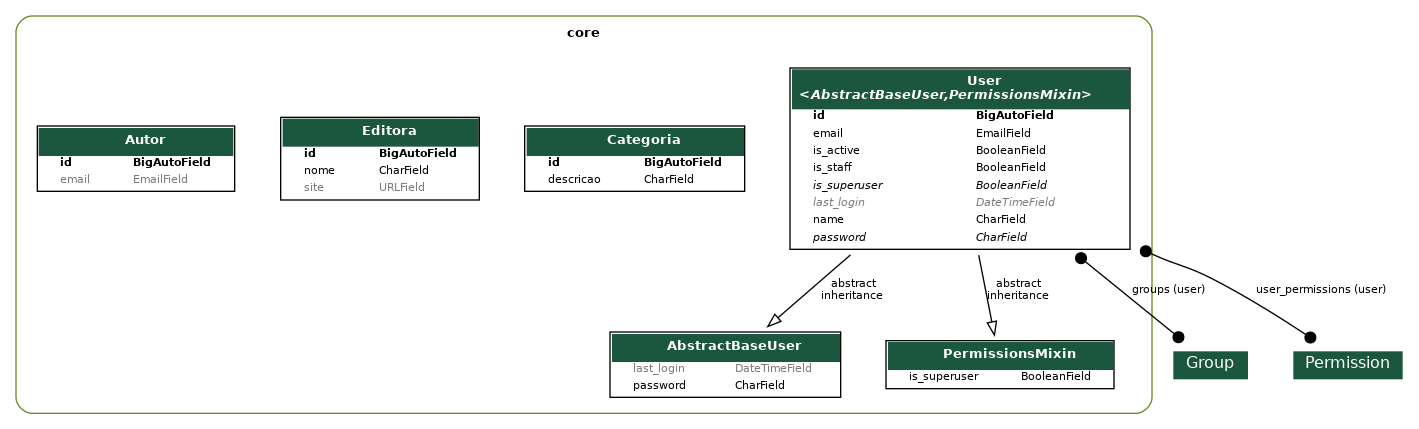 core
Autor
id BigAutoField
email EmailField
Editora
id BigAutoField
nome CharField
site URLField
Categoria
id BigAutoField
descricao CharField
User
<AbstractBaseUser,PermissionsMixin>
id BigAutoField
email EmailField
is_active BooleanField
is_staff BooleanField
is_superuser BooleanField
last_login DateTimeField
name CharField
password CharField
abstract
inheritance
abstract
inheritance
groups (user)
user_permissions (user)
AbstractBaseUser
last_login DateTimeField
password CharField
PermissionsMixin
is_superuser BooleanField
Group
Permission